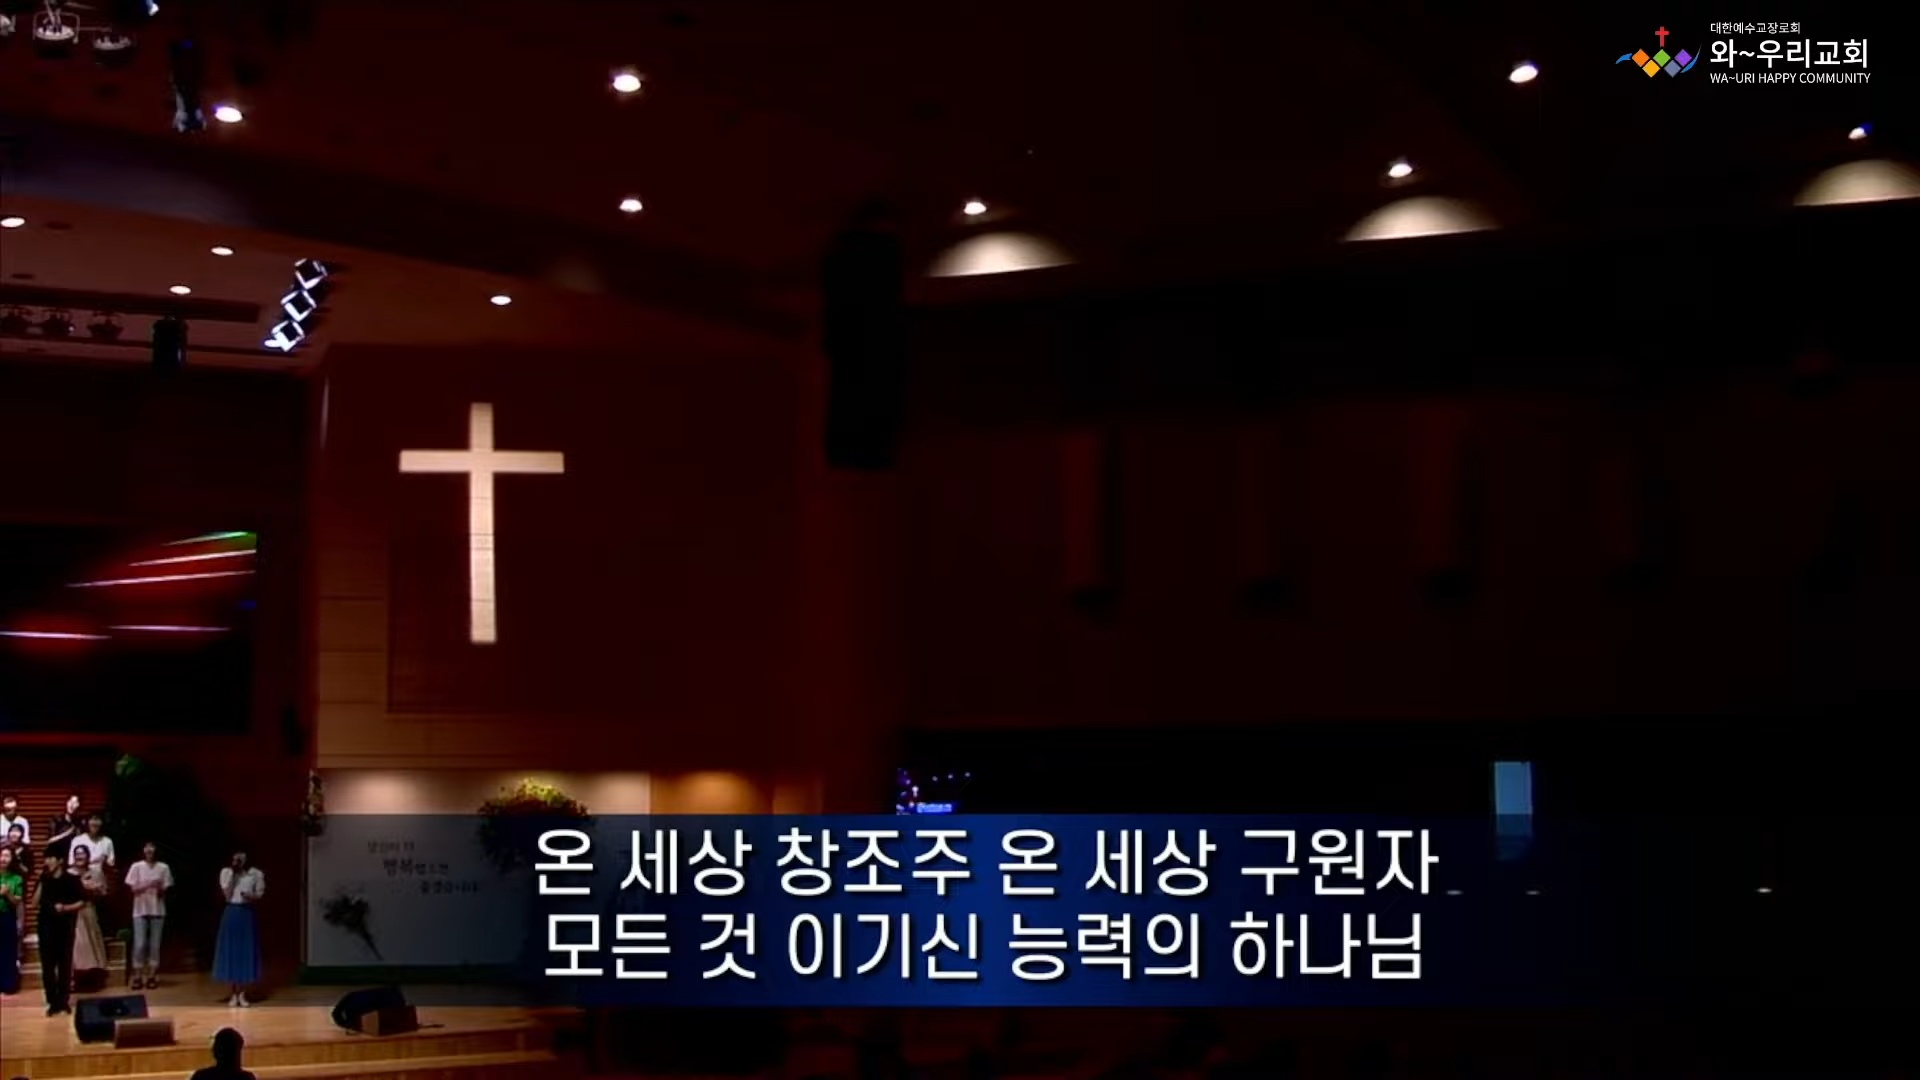 대한예수교장로회
와~우리교회
WA~URI HAPPY COMMUNITY
행복
온 세상 창조주 온 세상 구원자
모든 것 이기신 능력의 하나님